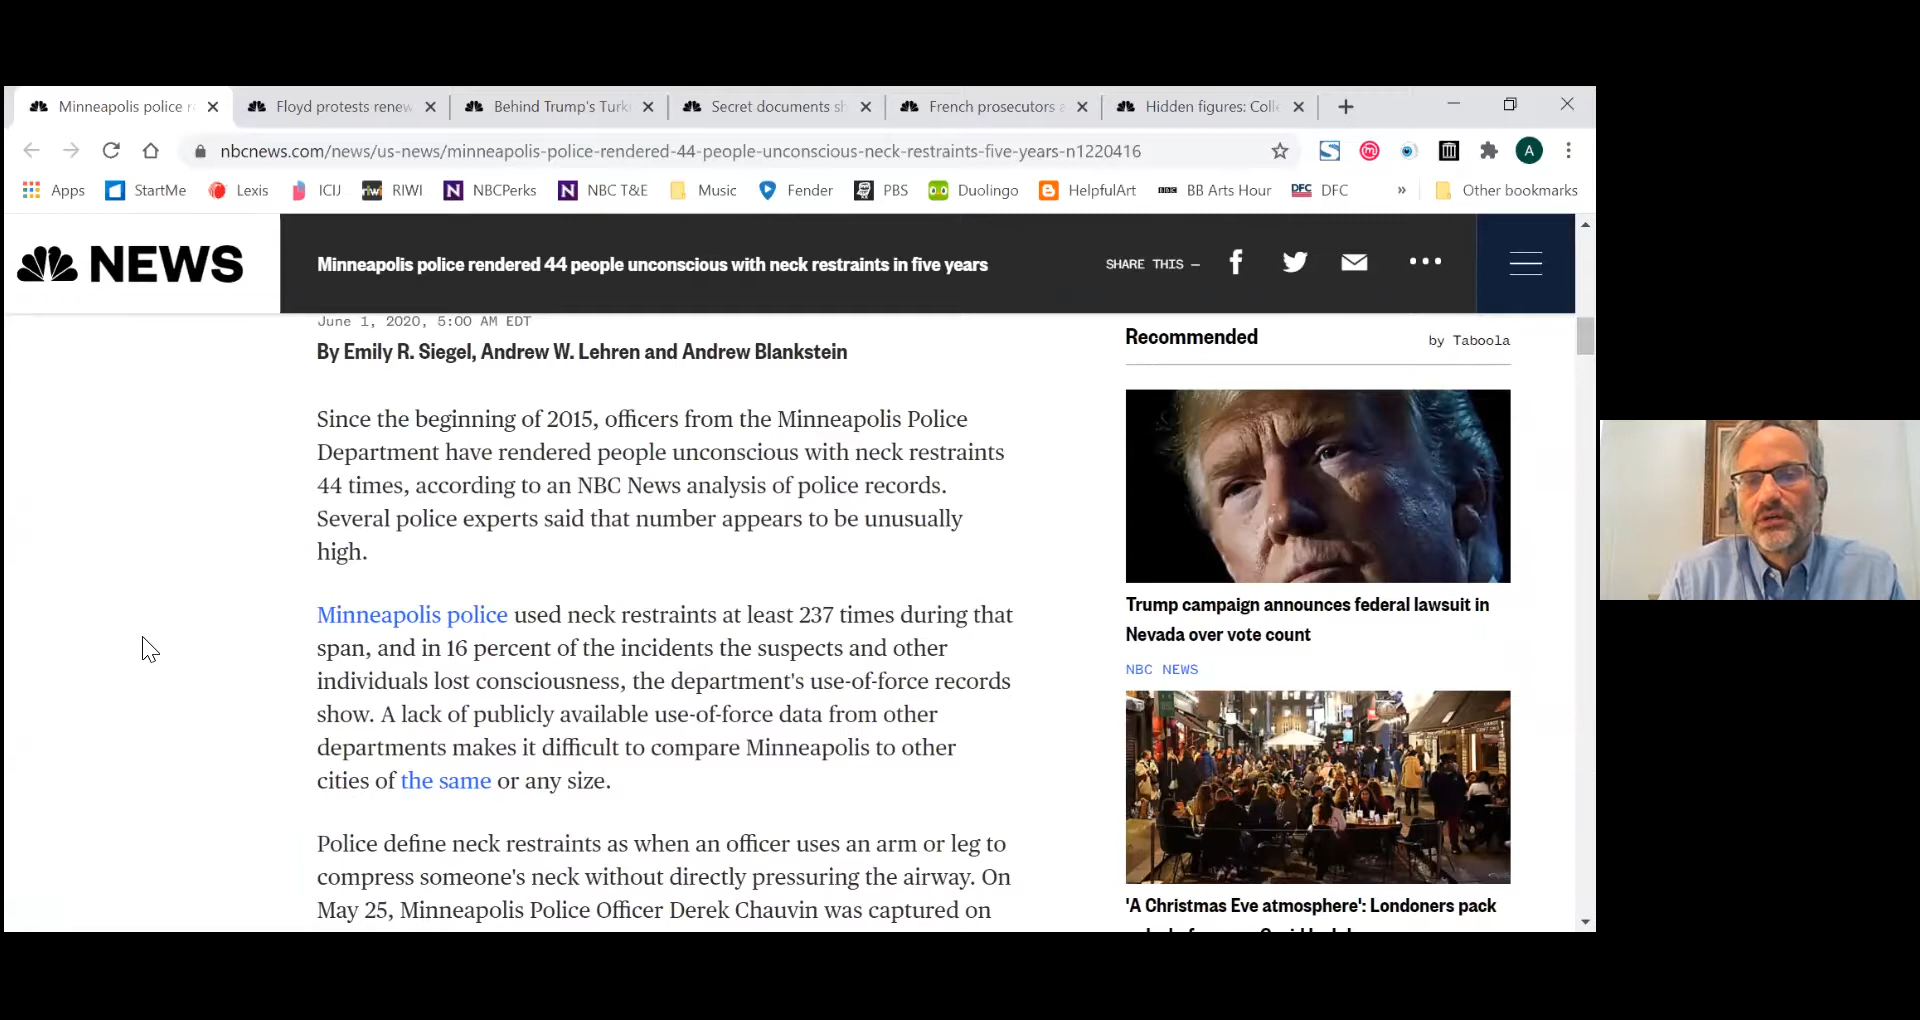 Minneapolis police r
Floyd protests renew
Behind Trump's Turk
Secret documents sh
French prosecutors a
Hidden figures: Colle
nbcnews.com/news/us-news/minneapolis-police-rendered-44-people-unconscious-neck-restraints-five-years-n1220416
A
Apps
StartMe
Lexis
ICIJ
riwi
RIWI
N
NBCPerks
N
NBC T&E
Music
Fender
PBS
Duolingo
HelpfulArt
BBC
BB Arts Hour
DFC
DFC
»
Other bookmarks
NEWS
Minneapolis police rendered 44 people unconscious with neck restraints in five years
SHARE THIS —
June 1, 2020, 5:00 AM EDT
By Emily R. Siegel, Andrew W. Lehren and Andrew Blankstein
Since the beginning of 2015, officers from the Minneapolis Police
Department have rendered people unconscious with neck restraints
44 times, according to an NBC News analysis of police records.
Several police experts said that number appears to be unusually
high.
Minneapolis police used neck restraints at least 237 times during that
span, and in 16 percent of the incidents the suspects and other
individuals lost consciousness, the department's use-of-force records
show. A lack of publicly available use-of-force data from other
departments makes it difficult to compare Minneapolis to other
cities of the same or any size.
Police define neck restraints as when an officer uses an arm or leg to
compress someone's neck without directly pressuring the airway. On
May 25, Minneapolis Police Officer Derek Chauvin was captured on
Recommended
by Taboola
Trump campaign announces federal lawsuit in
Nevada over vote count
NBC NEWS
'A Christmas Eve atmosphere': Londoners pack